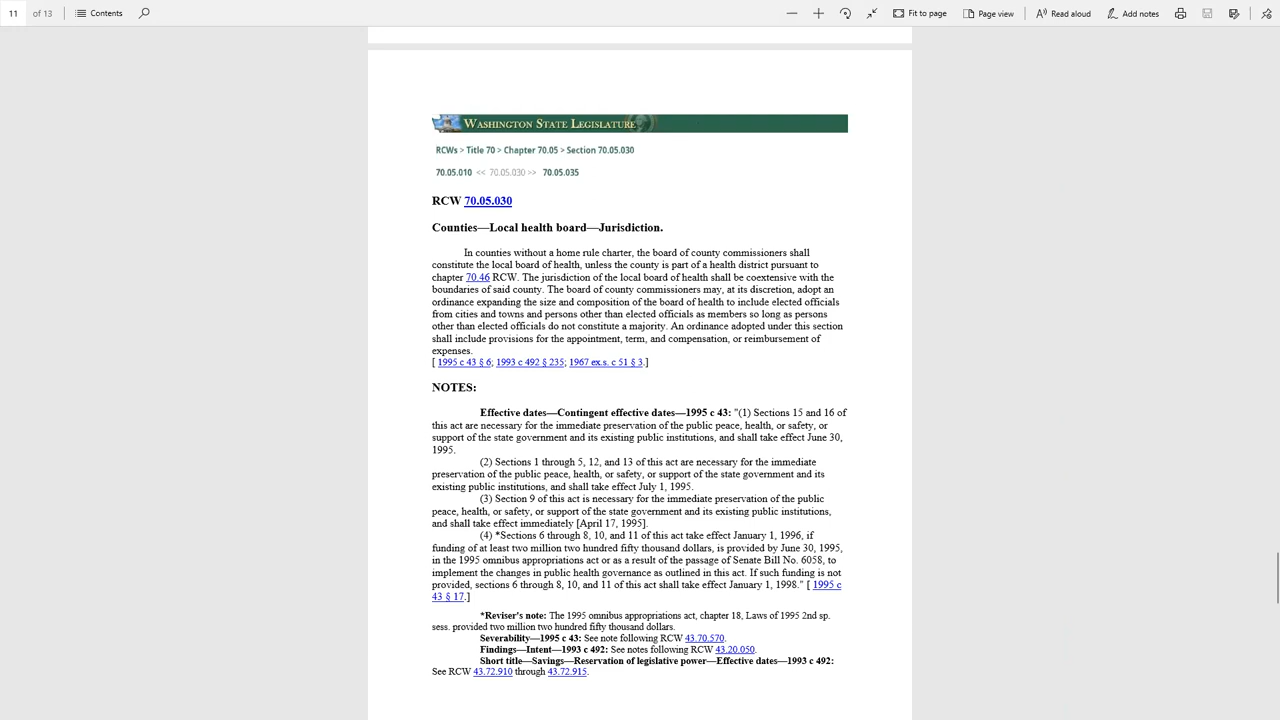 11 of 13 Contents Fit to page Page view Read aloud Add notes
WASHINGTON STATE LEGISLATURE
RCWs > Title 70 > Chapter 70.05 > Section 70.05.030
70.05.010 << 70.05.030 >> 70.05.035
RCW 70.05.030
Counties—Local health board—Jurisdiction.
In counties without a home rule charter, the board of county commissioners shall
constitute the local board of health, unless the county is part of a health district pursuant to
chapter 70.46 RCW. The jurisdiction of the local board of health shall be coextensive with the
boundaries of said county. The board of county commissioners may, at its discretion, adopt an
ordinance expanding the size and composition of the board of health to include elected officials
from cities and towns and persons other than elected officials as members so long as persons
other than elected officials do not constitute a majority. An ordinance adopted under this section
shall include provisions for the appointment, term, and compensation, or reimbursement of
expenses.
[ 1995 c 43 § 6; 1993 c 492 § 235; 1967 ex.s. c 51 § 3.]
NOTES:
Effective dates—Contingent effective dates—1995 c 43: "(1) Sections 15 and 16 of
this act are necessary for the immediate preservation of the public peace, health, or safety, or
support of the state government and its existing public institutions, and shall take effect June 30,
1995.
(2) Sections 1 through 5, 12, and 13 of this act are necessary for the immediate
preservation of the public peace, health, or safety, or support of the state government and its
existing public institutions, and shall take effect July 1, 1995.
(3) Section 9 of this act is necessary for the immediate preservation of the public
peace, health, or safety, or support of the state government and its existing public institutions,
and shall take effect immediately [April 17, 1995].
(4) *Sections 6 through 8, 10, and 11 of this act take effect January 1, 1996, if
funding of at least two million two hundred fifty thousand dollars, is provided by June 30, 1995,
in the 1995 omnibus appropriations act or as a result of the passage of Senate Bill No. 6058, to
implement the changes in public health governance as outlined in this act. If such funding is not
provided, sections 6 through 8, 10, and 11 of this act shall take effect January 1, 1998." [ 1995 c
43 § 17.]
*Reviser's note: The 1995 omnibus appropriations act, chapter 18, Laws of 1995 2nd sp.
sess. provided two million two hundred fifty thousand dollars.
Severability—1995 c 43: See note following RCW 43.70.570.
Findings—Intent—1993 c 492: See notes following RCW 43.20.050.
Short title—Savings—Reservation of legislative power—Effective dates—1993 c 492:
See RCW 43.72.910 through 43.72.915.